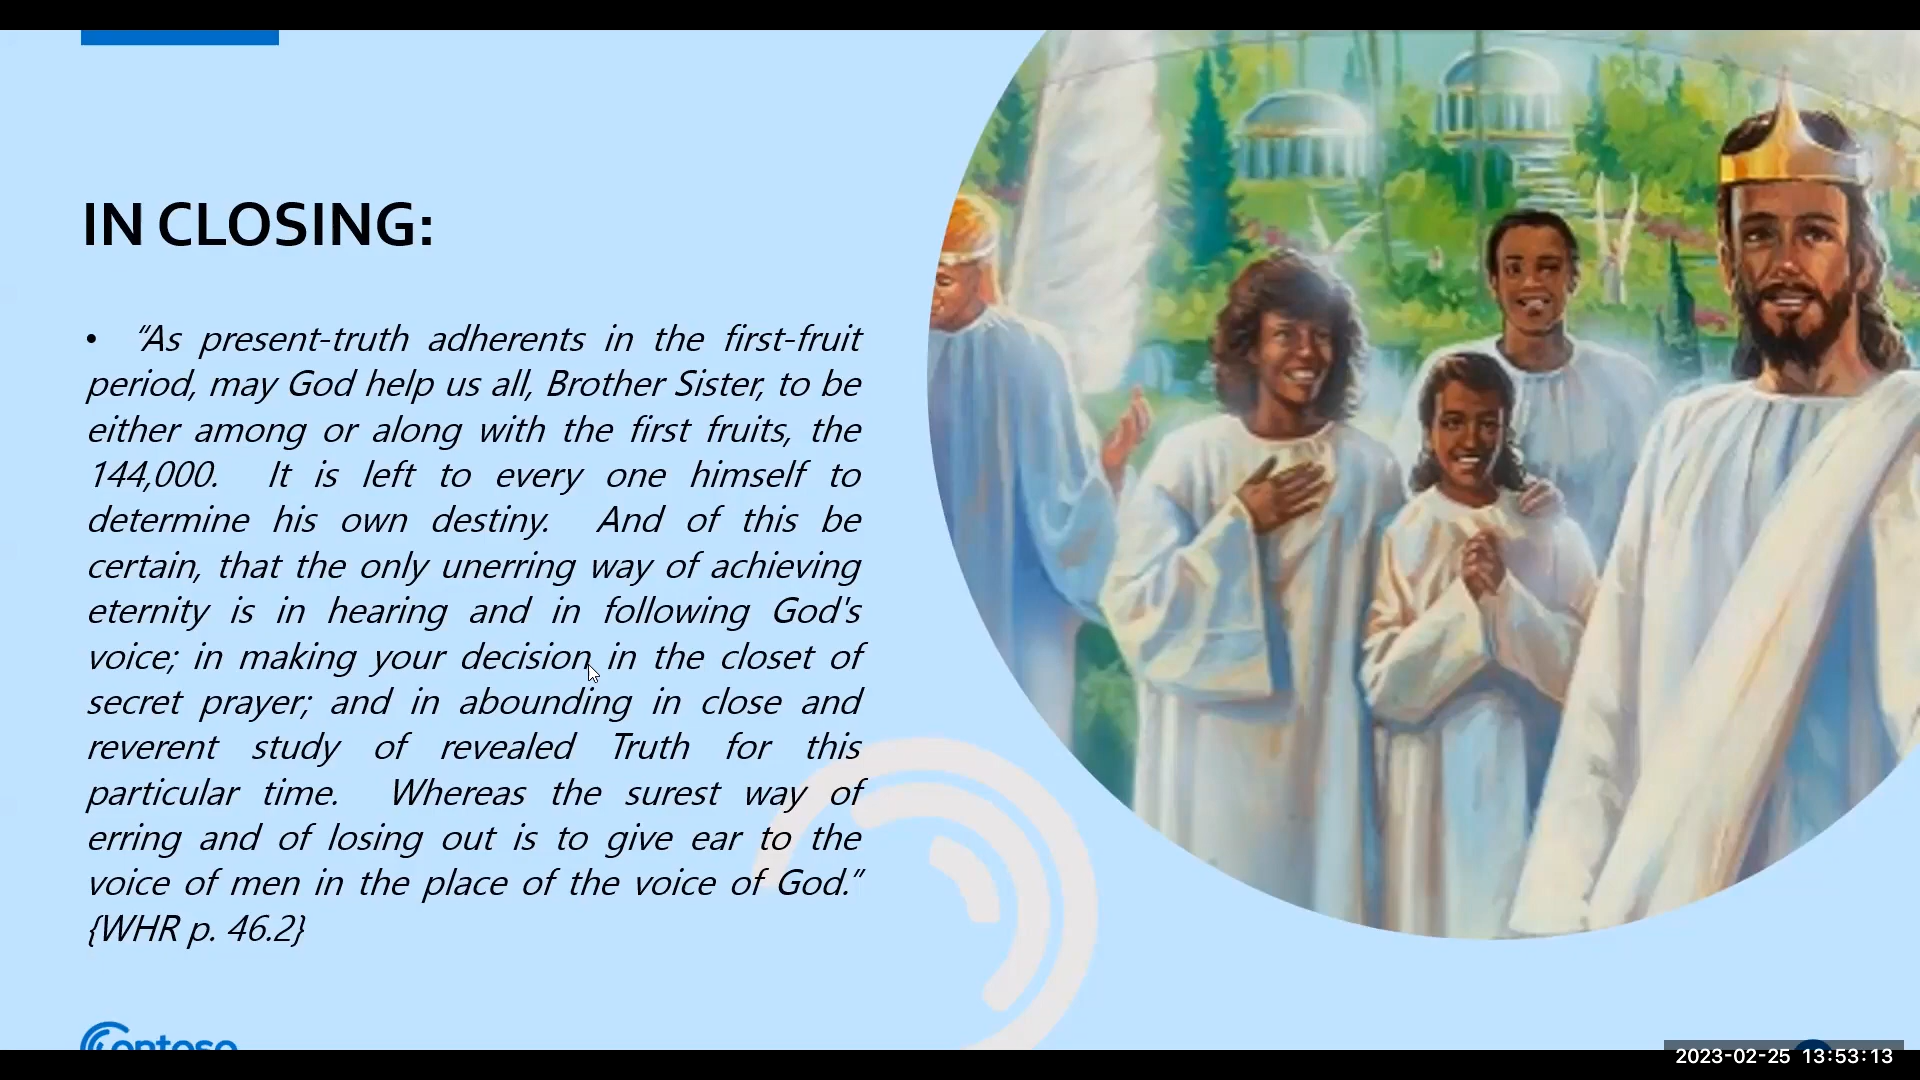 IN CLOSING:
• “As present-truth adherents in the first-fruit
period, may God help us all, Brother Sister, to be
either among or along with the first fruits, the
144,000. It is left to every one himself to
determine his own destiny. And of this be
certain, that the only unerring way of achieving
eternity is in hearing and in following God's
voice; in making your decision in the closet of
secret prayer; and in abounding in close and
reverent study of revealed Truth for this
particular time. Whereas the surest way of
erring and of losing out is to give ear to the
voice of men in the place of the voice of God.”
{WHR p. 46.2}
Contoso
2023-02-25 13:53:13